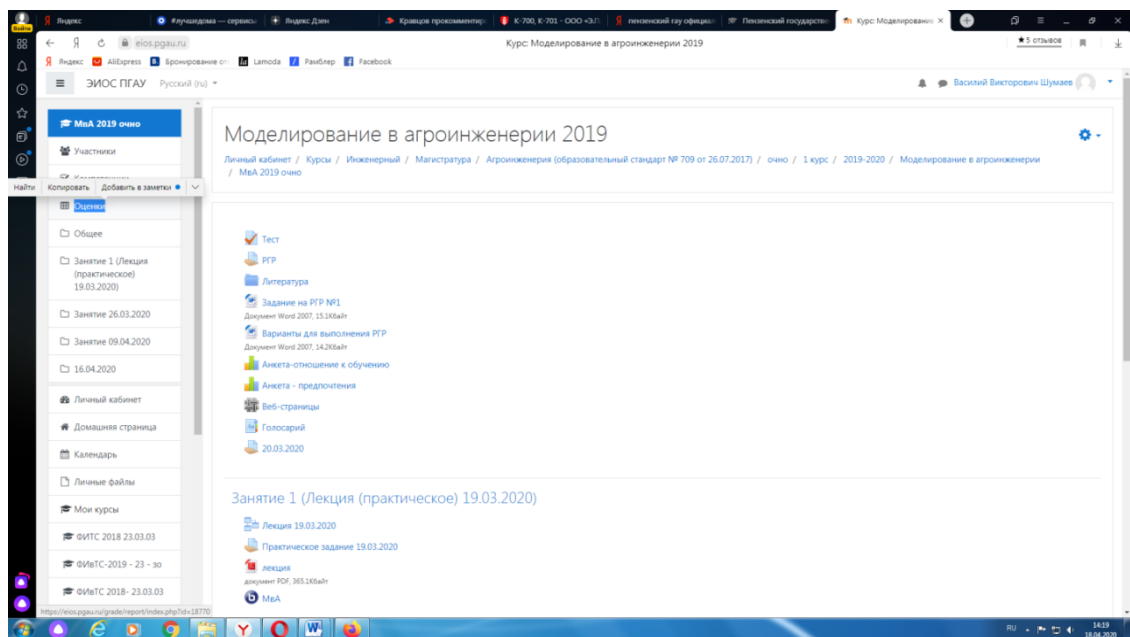 Войти
Яндекс
#лучшедома — сервисы
Яндекс Дзен
Кравцов прокомментиро
К-700, К-701 - ООО «З.П.
пензенский гау официал
Пензенский государстве
Курс: Моделирование
eios.pgau.ru
Курс: Моделирование в агроинженерии 2019
★ 5 отзывов
Яндекс
AliExpress
Бронирование от
Lamoda
Рамблер
Facebook
ЭИОС ПГАУ
Русский (ru)
Василий Викторович Шумаев
МвА 2019 очно
Участники
Найти
Копировать
Добавить в заметки
Оценки
Общее
Занятие 1 (Лекция
(практическое)
19.03.2020)
Занятие 26.03.2020
Занятие 09.04.2020
16.04.2020
Личный кабинет
Домашняя страница
Календарь
Личные файлы
Мои курсы
ФИТС 2018 23.03.03
ФИвТС-2019 - 23 - зо
ФИвТС 2018- 23.03.03
https://eios.pgau.ru/grade/report/index.php?id=18770
Моделирование в агроинженерии 2019
Личный кабинет / Курсы / Инженерный / Магистратура / Агроинженерия (образовательный стандарт № 709 от 26.07.2017) / очно / 1 курс / 2019-2020 / Моделирование в агроинженерии
/ МвА 2019 очно
Тест
РГР
Литература
Задание на РГР №1
Документ Word 2007, 15.1Кбайт
Варианты для выполнения РГР
Документ Word 2007, 14.2Кбайт
Анкета-отношение к обучению
Анкета - предпочтения
Веб-страницы
Голосарий
20.03.2020
Занятие 1 (Лекция (практическое) 19.03.2020)
Лекция 19.03.2020
Практическое задание 19.03.2020
лекция
документ PDF, 365.1Кбайт
МвА
RU
14:19
18.04.2020